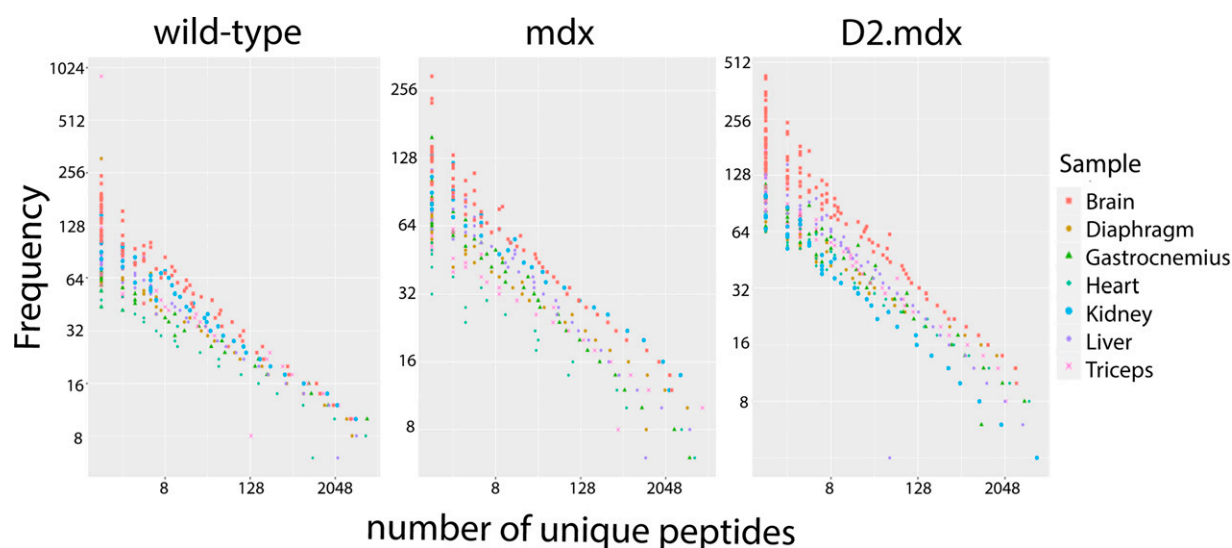 wild-type
mdx
D2.mdx
Frequency
1024
512
256
128
64
32
16
8
8
128
2048
256
128
64
32
16
8
8
128
2048
512
256
128
64
32
16
8
8
128
2048
number of unique peptides
Sample
Brain
Diaphragm
Gastrocnemius
Heart
Kidney
Liver
Triceps